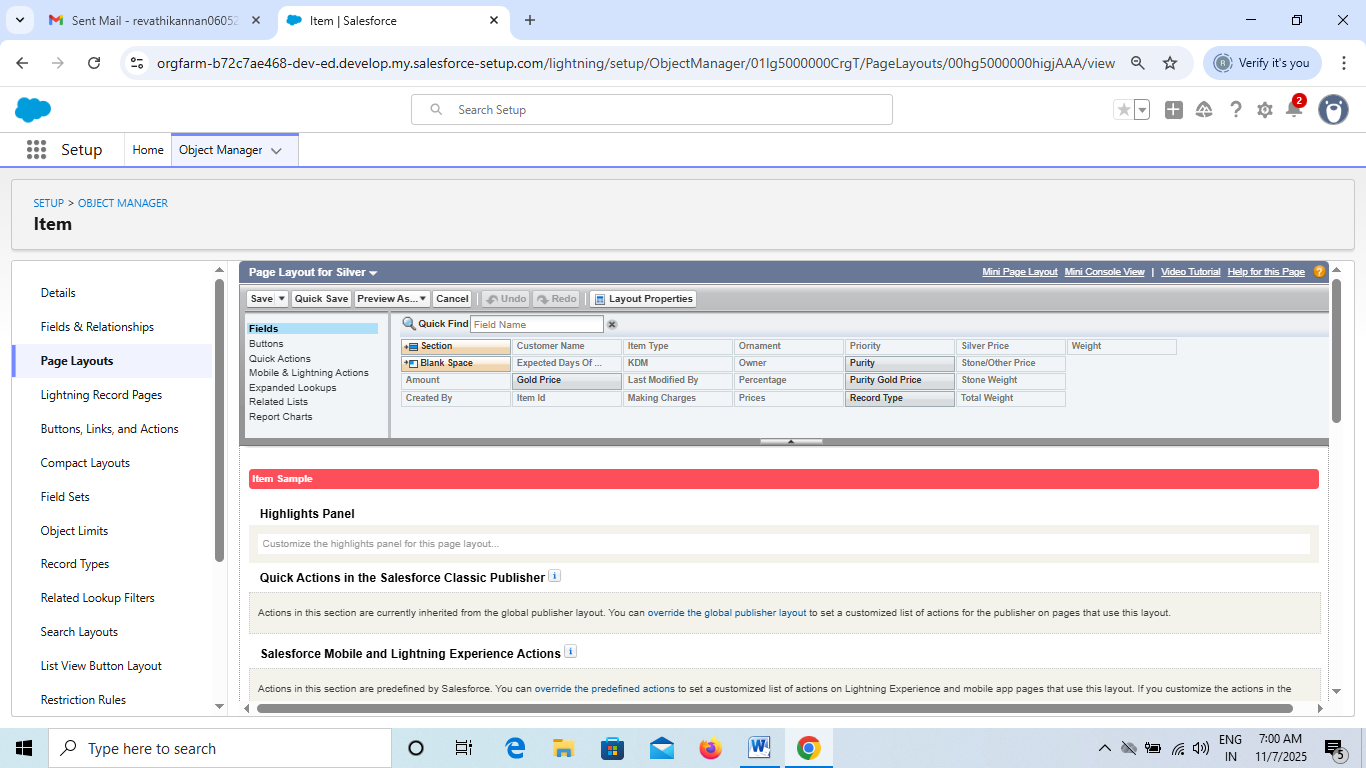 Sent Mail - revathikannan0605
Item | Salesforce
orgfarm-b72c7ae468-dev-ed.develop.my.salesforce-setup.com/lightning/setup/ObjectManager/01Ig5000000CrgT/PageLayouts/00hg5000000higjAAA/view
R Verify it's you
Search Setup
2
Setup Home Object Manager
SETUP > OBJECT MANAGER
Item
Details
Fields & Relationships
Page Layouts
Lightning Record Pages
Buttons, Links, and Actions
Compact Layouts
Field Sets
Object Limits
Record Types
Related Lookup Filters
Search Layouts
List View Button Layout
Restriction Rules
Page Layout for Silver
Mini Page Layout Mini Console View | Video Tutorial Help for this Page ?
Save Quick Save Preview As... Cancel Undo Redo Layout Properties
Fields
Buttons
Quick Actions
Mobile & Lightning Actions
Expanded Lookups
Related Lists
Report Charts
Quick Find Field Name
Section Customer Name Item Type Ornament Priority Silver Price Weight
Blank Space Expected Days Of ... KDM Owner Purity Stone/Other Price
Amount Gold Price Last Modified By Percentage Purity Gold Price Stone Weight
Created By Item Id Making Charges Prices Record Type Total Weight
Item Sample
Highlights Panel
Customize the highlights panel for this page layout...
Quick Actions in the Salesforce Classic Publisher i
Actions in this section are currently inherited from the global publisher layout. You can override the global publisher layout to set a customized list of actions for the publisher on pages that use this layout.
Salesforce Mobile and Lightning Experience Actions i
Actions in this section are predefined by Salesforce. You can override the predefined actions to set a customized list of actions on Lightning Experience and mobile app pages that use this layout. If you customize the actions in the
Type here to search
ENG
IN
7:00 AM
11/7/2025
5